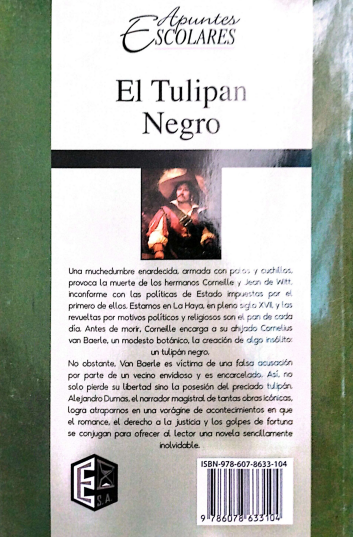 Apuntes
ESCOLARES
El Tulipan
Negro
Una muchedumbre enardecida, armada con palos y cuchillos,
provoca la muerte de los hermanos Corneille y Jean de Witt,
inconforme con las políticas de Estado impuestas por el
primero de ellos. Estamos en La Haya, en pleno siglo XVII, y las
revueltas por motivos políticos y religiosos son el pan de cada
día. Antes de morir, Corneille encarga a su ahijado Cornelius
van Baerle, un modesto botánico, la creación de algo insólito:
un tulipán negro.
No obstante, Van Baerle es víctima de una falsa acusación
por parte de un vecino envidioso y es encarcelado. Así, no
solo pierde su libertad sino la posesión del preciado tulipán.
Alejandro Dumas, el narrador magistral de tantas obras icónicas,
logra atraparnos en una vorágine de acontecimientos en que
el romance, el derecho a la justicia y los golpes de fortuna
se conjugan para ofrecer al lector una novela sencillamente
inolvidable.
E
S.A.
ISBN-978-607-8633-104
9 786078 633104